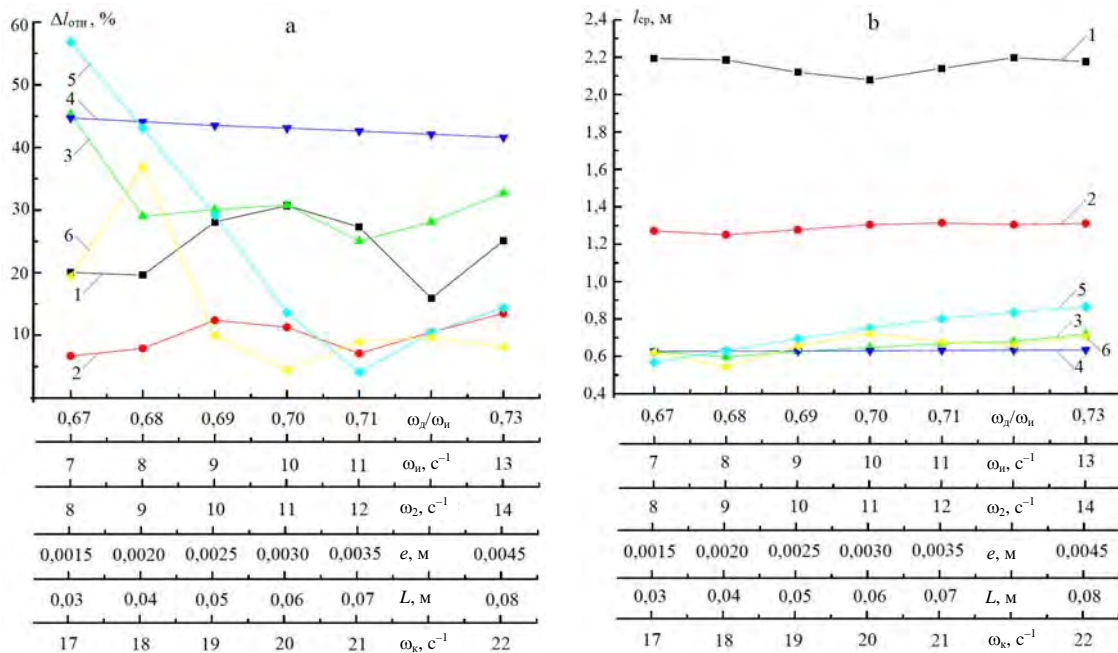 Δl отн , %
a
60
50
40
30
20
10
5
4
3
6
1
2
0,67 0,68 0,69 0,70 0,71 ωд/ωи 0,73
7 8 9 10 11 ωи, с⁻¹ 13
8 9 10 11 12 ω₂, с⁻¹ 14
0,0015 0,0020 0,0025 0,0030 0,0035 e, м 0,0045
0,03 0,04 0,05 0,06 0,07 L, м 0,08
17 18 19 20 21 ωк, с⁻¹ 22
l ср, м
b
2,4
2,2
2,0
1,8
1,6
1,4
1,2
1,0
0,8
0,6
0,4
1
2
5
3
6
4
0,67 0,68 0,69 0,70 0,71 ωд/ωи 0,73
7 8 9 10 11 ωи, с⁻¹ 13
8 9 10 11 12 ω₂, с⁻¹ 14
0,0015 0,0020 0,0025 0,0030 0,0035 e, м 0,0045
0,03 0,04 0,05 0,06 0,07 L, м 0,08
17 18 19 20 21 ωк, с⁻¹ 22